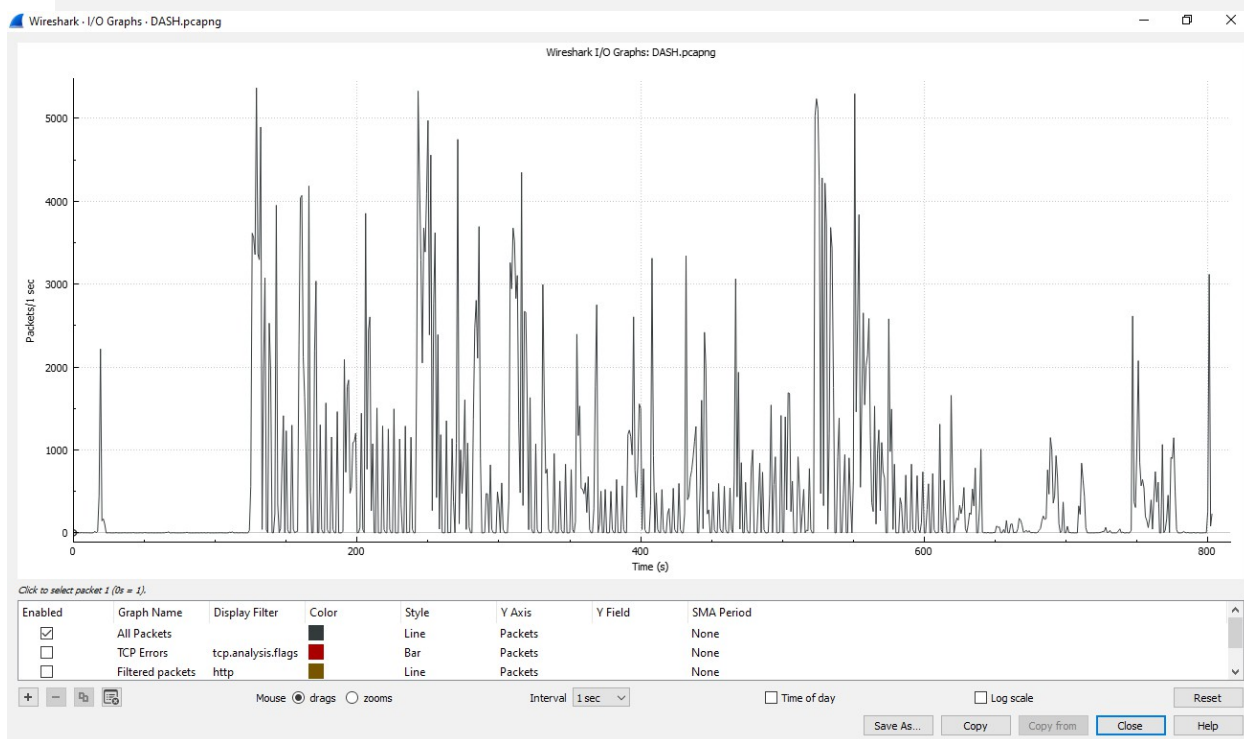 Wireshark · I/O Graphs · DASH.pcapng
Wireshark I/O Graphs: DASH.pcapng
Packets/1 sec
5000
4000
3000
2000
1000
0
0 200 400 600 800
Time (s)
Click to select packet 1 (0s = 1).
Enabled Graph Name Display Filter Color Style Y Axis Y Field SMA Period
All Packets Line Packets None
TCP Errors tcp.analysis.flags Bar Packets None
Filtered packets http Line Packets None
Mouse drags zooms Interval 1 sec Time of day Log scale Reset
Save As... Copy Copy from Close Help